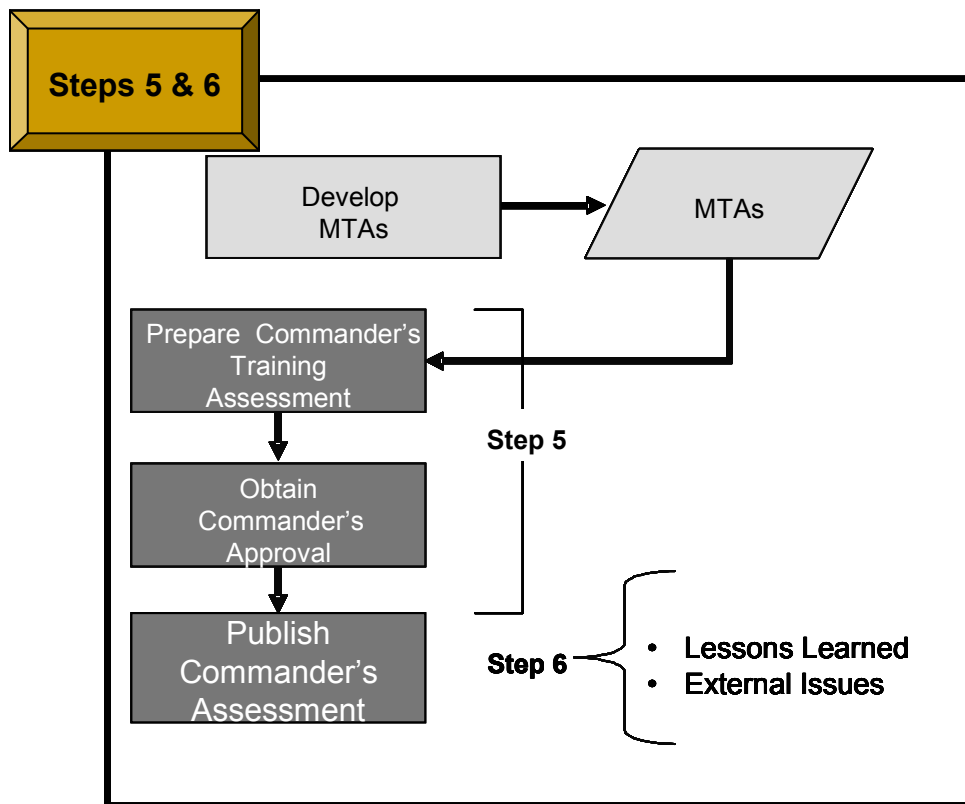 Steps 5 & 6
Develop
MTAs
MTAs
Prepare Commander’s
Training
Assessment
Step 5
Obtain
Commander’s
Approval
Publish
Commander’s
Assessment
Step 6
• Lessons Learned
• External Issues